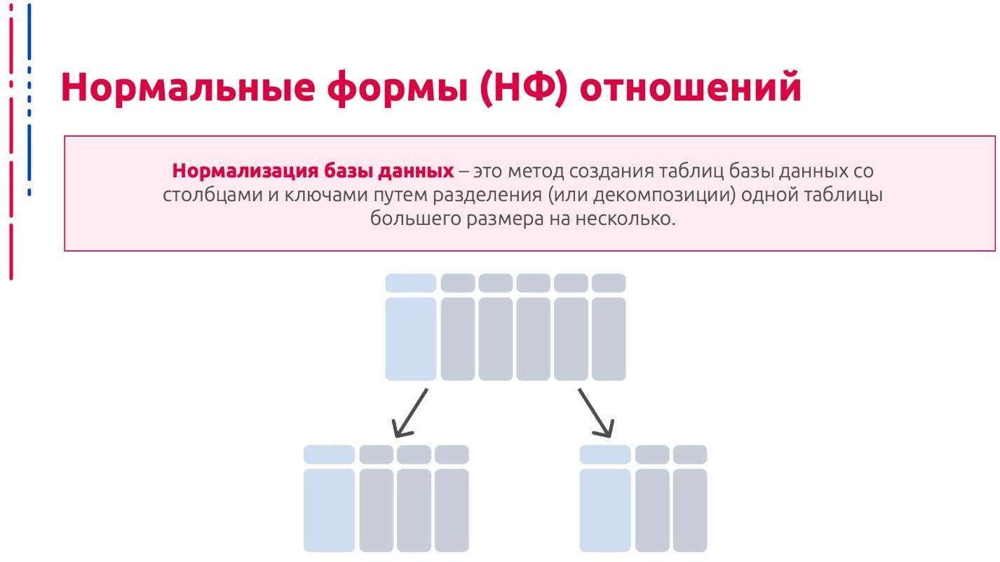 Нормальные формы (НФ) отношений
Нормализация базы данных – это метод создания таблиц базы данных со
столбцами и ключами путем разделения (или декомпозиции) одной таблицы
большего размера на несколько.